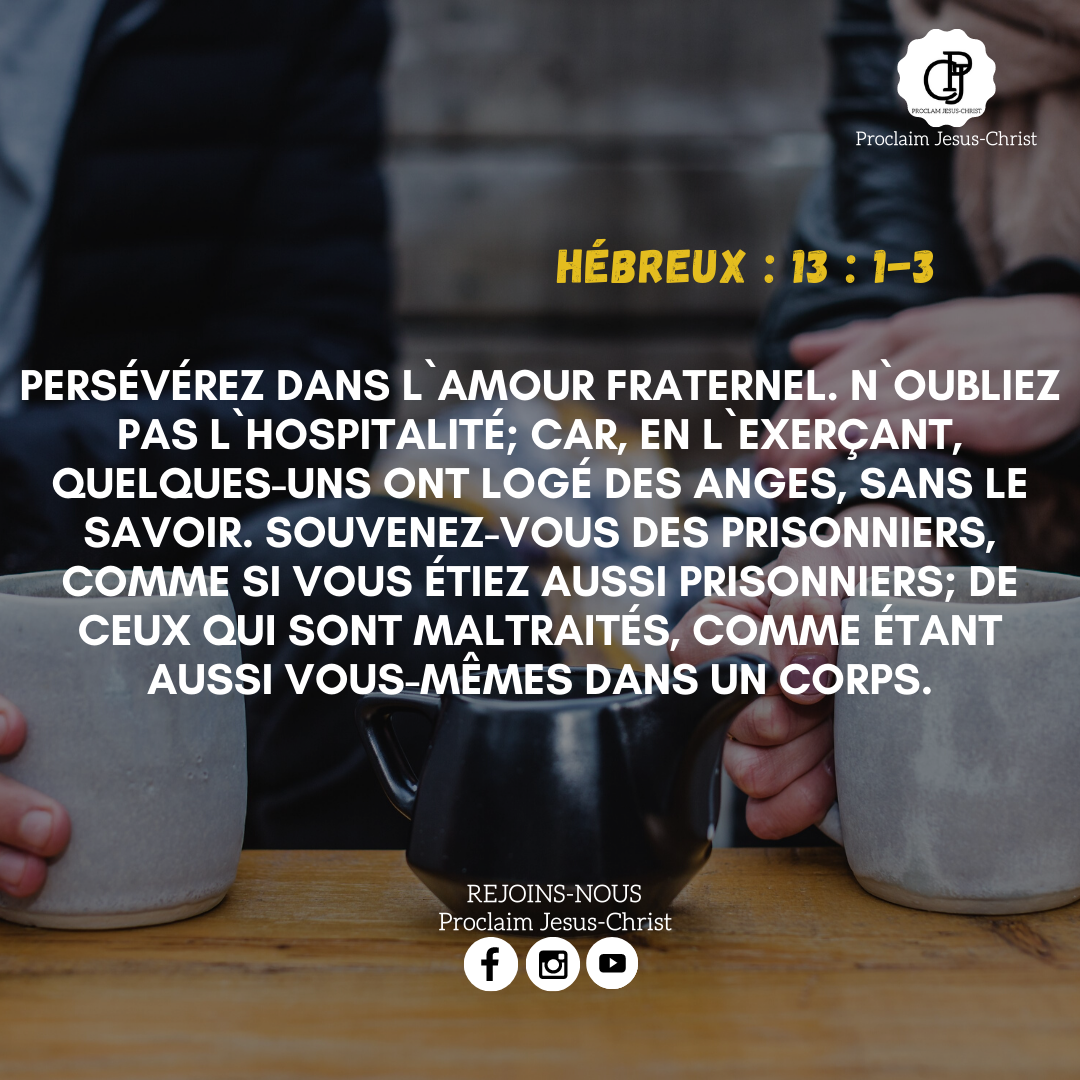 PROCLAM JESUS-CHRIST
Proclaim Jesus-Christ
HÉBREUX : 13 : 1-3
PERSÉVÉREZ DANS L`AMOUR FRATERNEL. N`OUBLIEZ
PAS L`HOSPITALITÉ; CAR, EN L`EXERÇANT,
QUELQUES-UNS ONT LOGÉ DES ANGES, SANS LE
SAVOIR. SOUVENEZ-VOUS DES PRISONNIERS,
COMME SI VOUS ÉTIEZ AUSSI PRISONNIERS; DE
CEUX QUI SONT MALTRAITÉS, COMME ÉTANT
AUSSI VOUS-MÊMES DANS UN CORPS.
REJOINS-NOUS
Proclaim Jesus-Christ